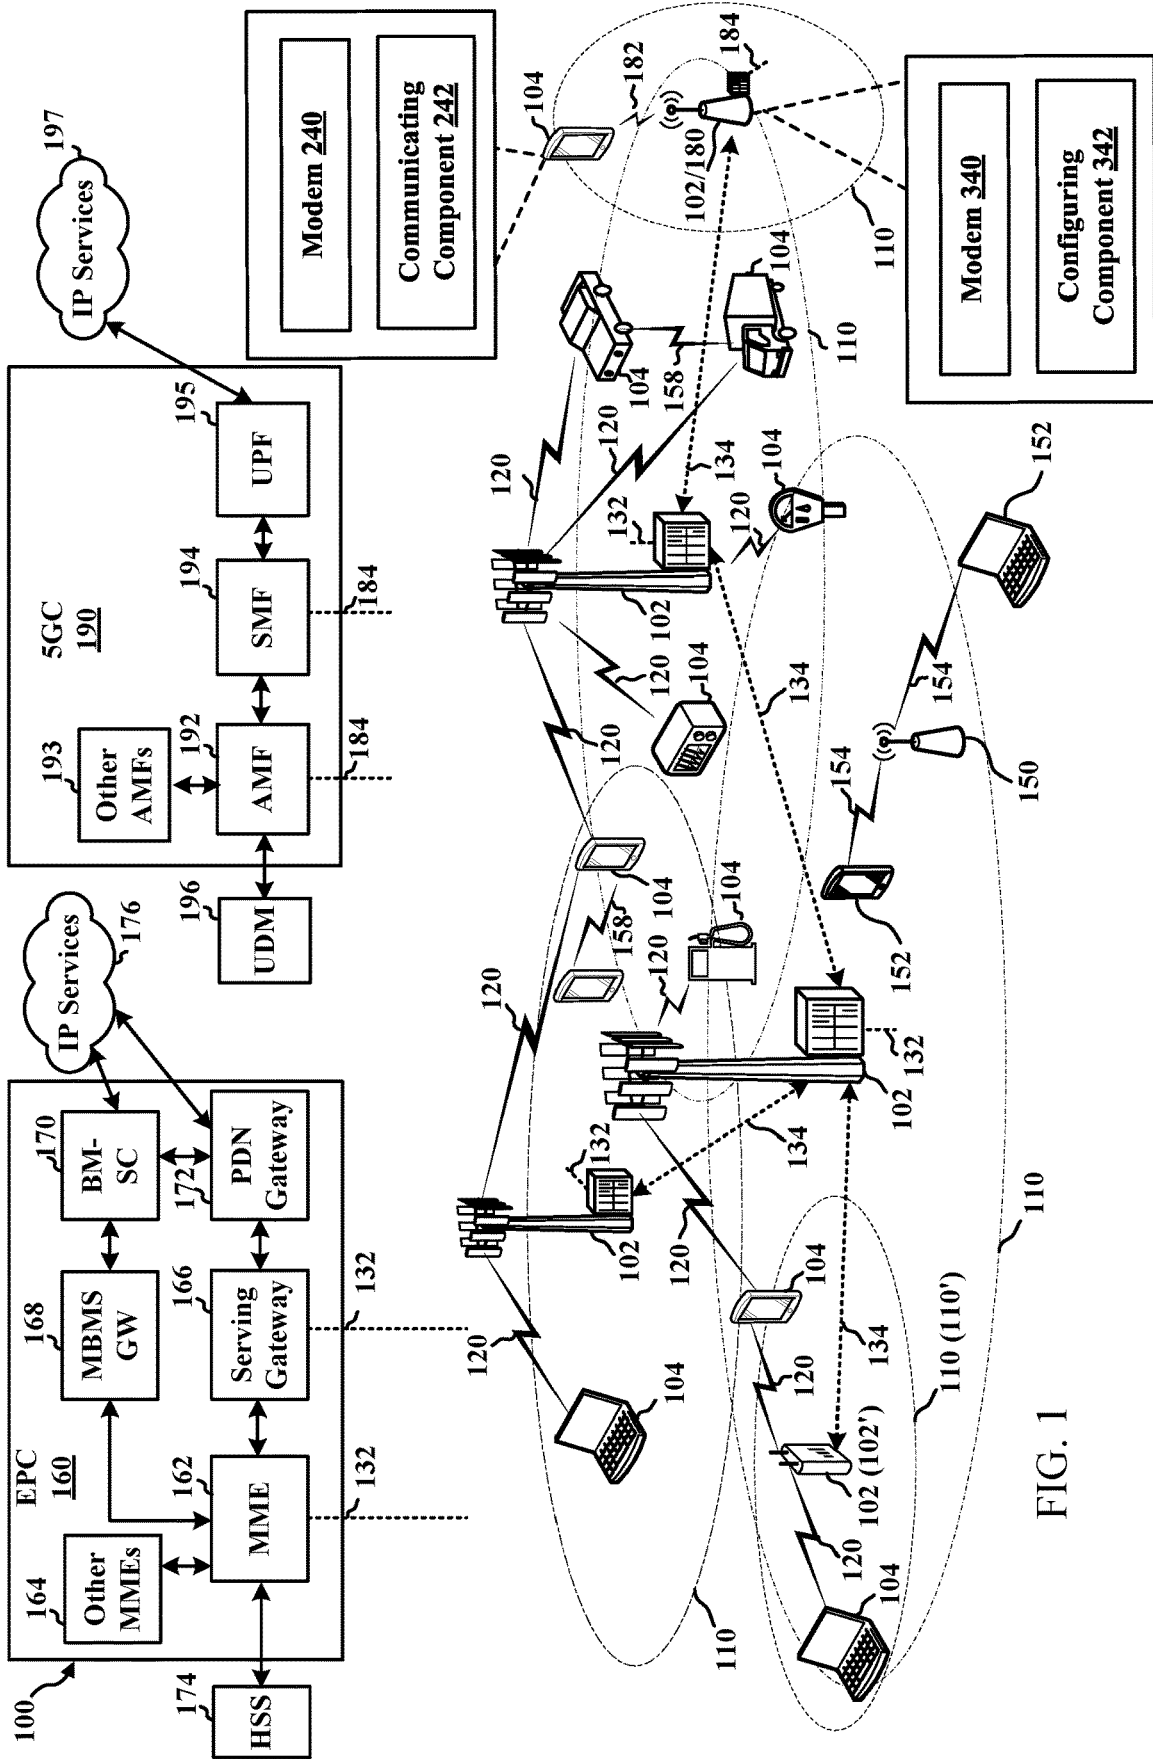 100
174
HSS
EPC
160
164
Other
MMEs
162
MME
132
168
MBMS
GW
166
Serving
Gateway
132
170
BM-
SC
172
PDN
Gateway
IP Services
176
196
UDM
5GC
190
193
Other
AMFs
192
AMF
184
194
SMF
184
195
UPF
IP Services
197
Modem 240
Communicating
Component 242
104
182
184
102/180
110
Modem 340
Configuring
Component 342
120
104
158
120
104
110
134
132
102
120
104
120
104
120
120
104
158
120
104
134
132
102
134
132
102
120
104
120
110
104
120
134
102 (102')
120
104
110 (110')
110
152
154
150
154
152
FIG. 1